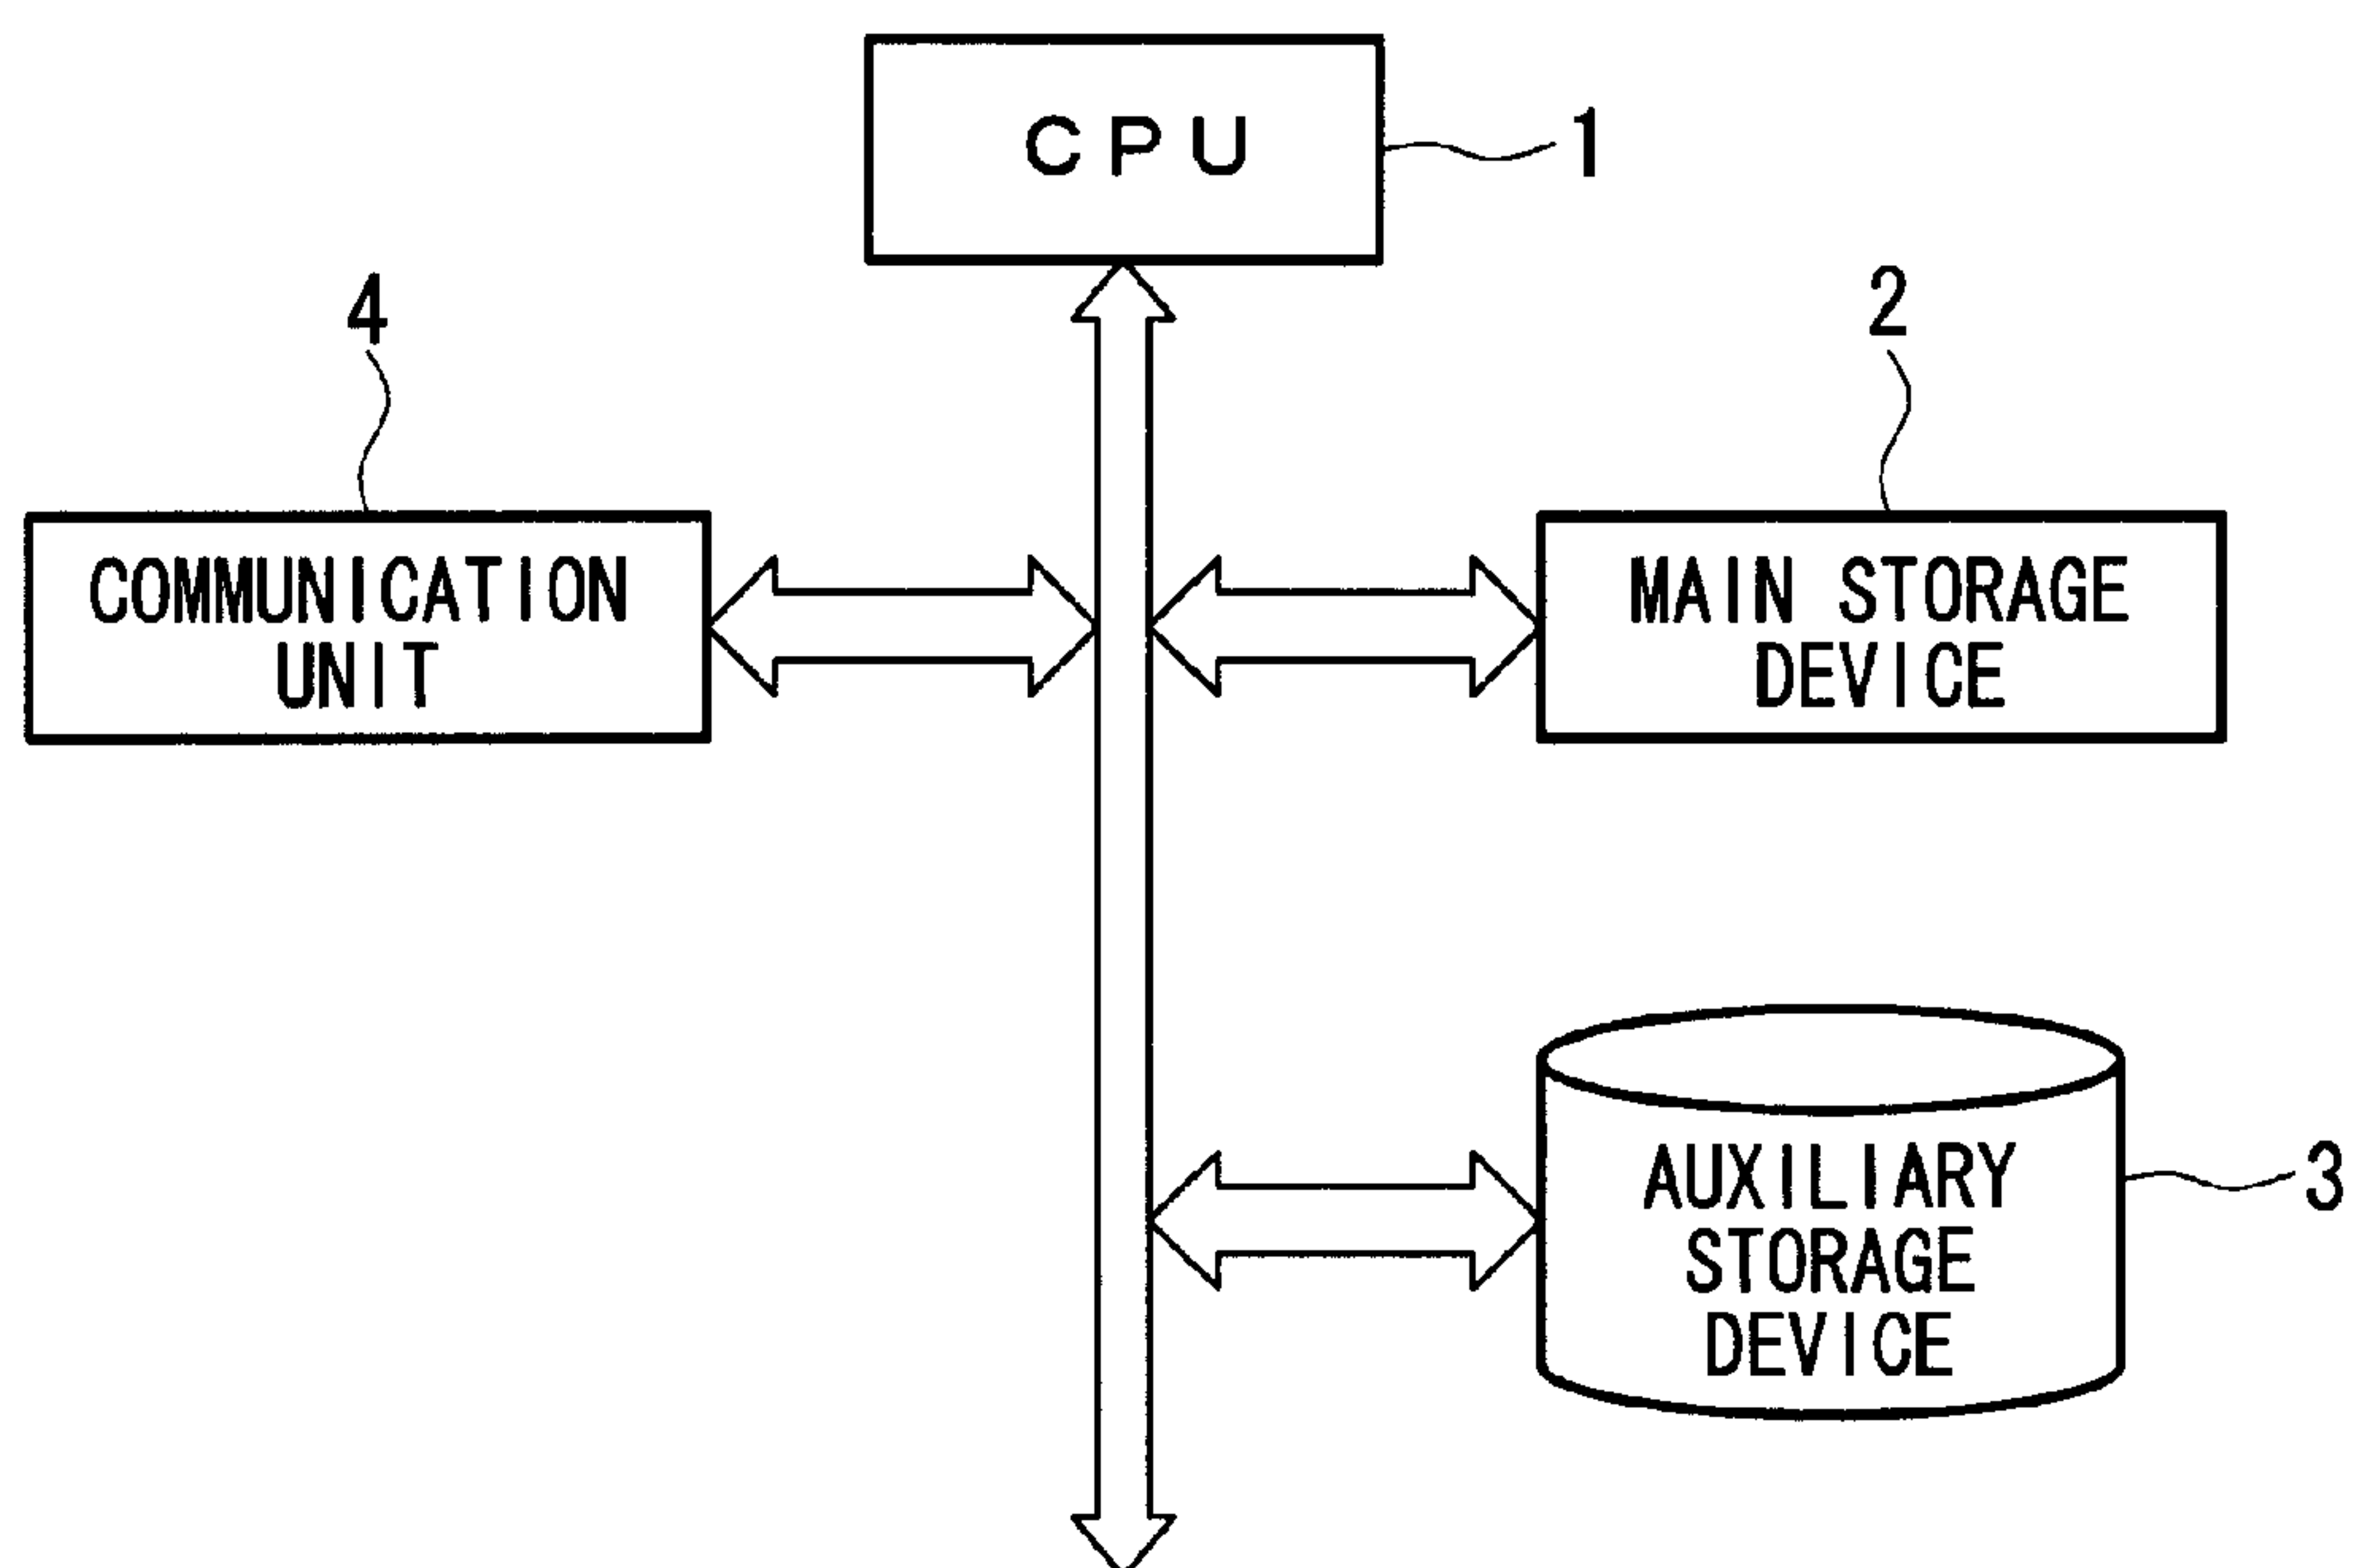 CPU
1
4
2
COMMUNICATION
UNIT
MAIN STORAGE
DEVICE
AUXILIARY
STORAGE
DEVICE
3